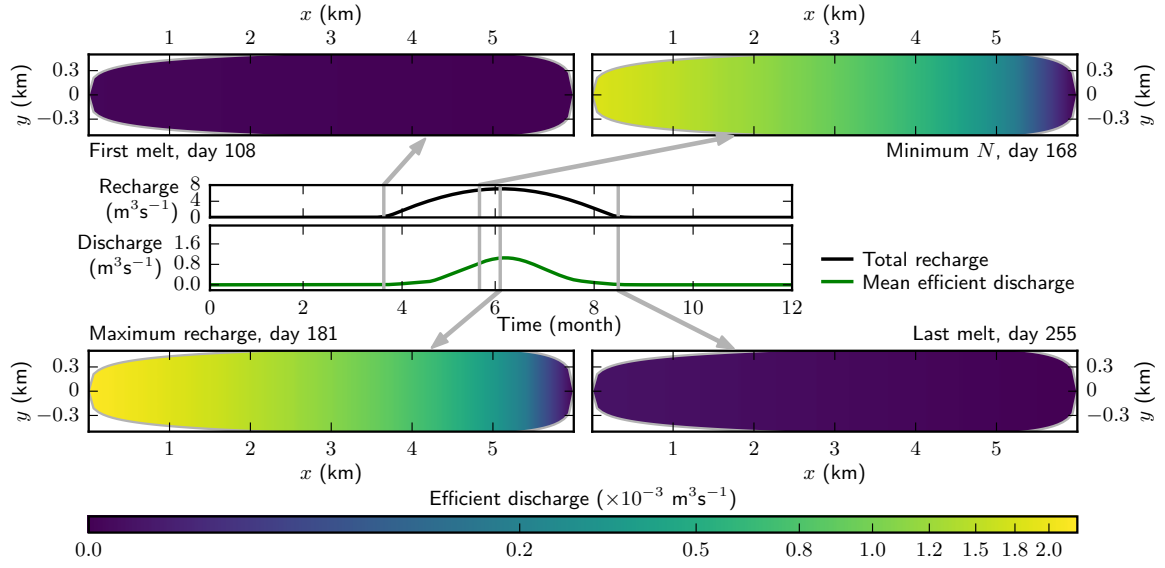 x (km) x (km)
1 2 3 4 5 1 2 3 4 5
y (km) 0.3 0 −0.3 0.3 0 −0.3 y (km)
First melt, day 108 Minimum N, day 168
Recharge (m³s⁻¹) 8 4 0
Discharge (m³s⁻¹) 1.6 0.8 0.0
Total recharge
Mean efficient discharge
0 2 4 6 8 10 12
Time (month)
Maximum recharge, day 181 Last melt, day 255
y (km) 0.3 0 −0.3 0.3 0 −0.3 y (km)
1 2 3 4 5 1 2 3 4 5
x (km) x (km)
Efficient discharge (×10⁻³ m³s⁻¹)
0.0 0.2 0.5 0.8 1.0 1.2 1.5 1.8 2.0